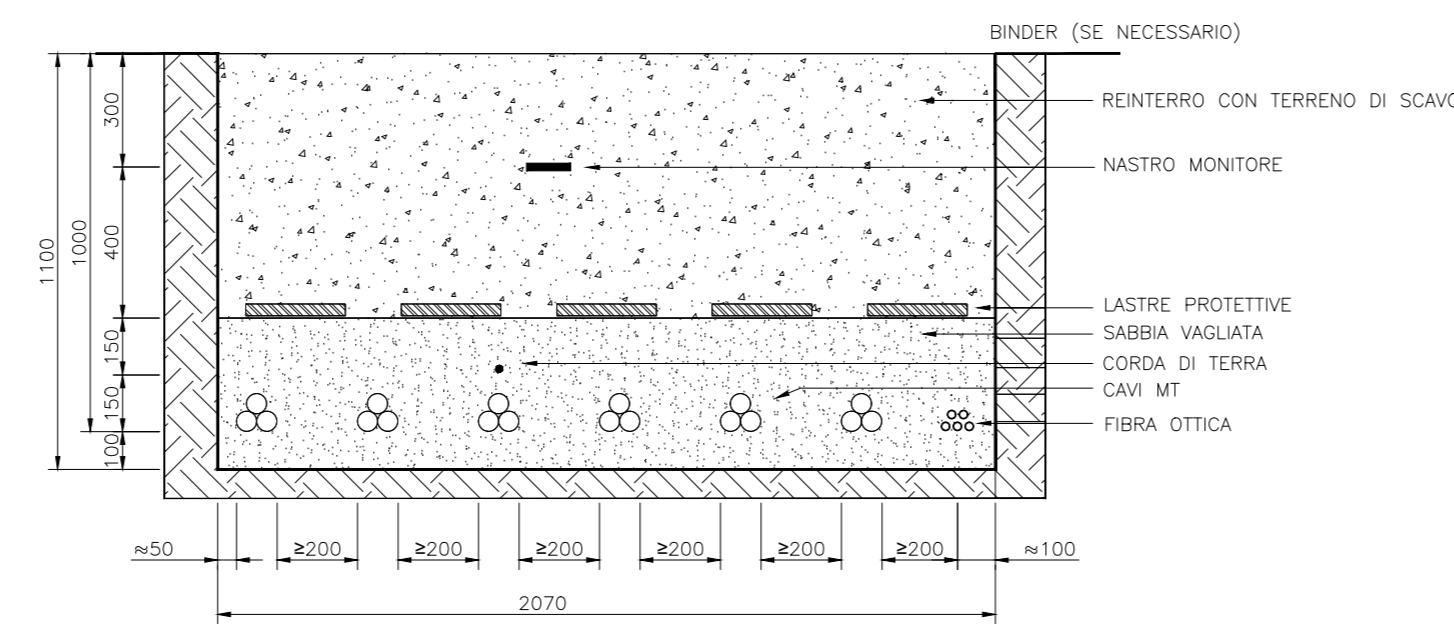 BINDER (SE NECESSARIO)
REINTERRO CON TERRENO DI SCAVO
NASTRO MONITORE
LASTRE PROTETTIVE
SABBIA VAGLIATA
CORDA DI TERRA
CAVI MT
FIBRA OTTICA
1100
1000
300
400
150
150
100
≈50
≥200
≥200
≥200
≥200
≥200
≥200
≈100
2070